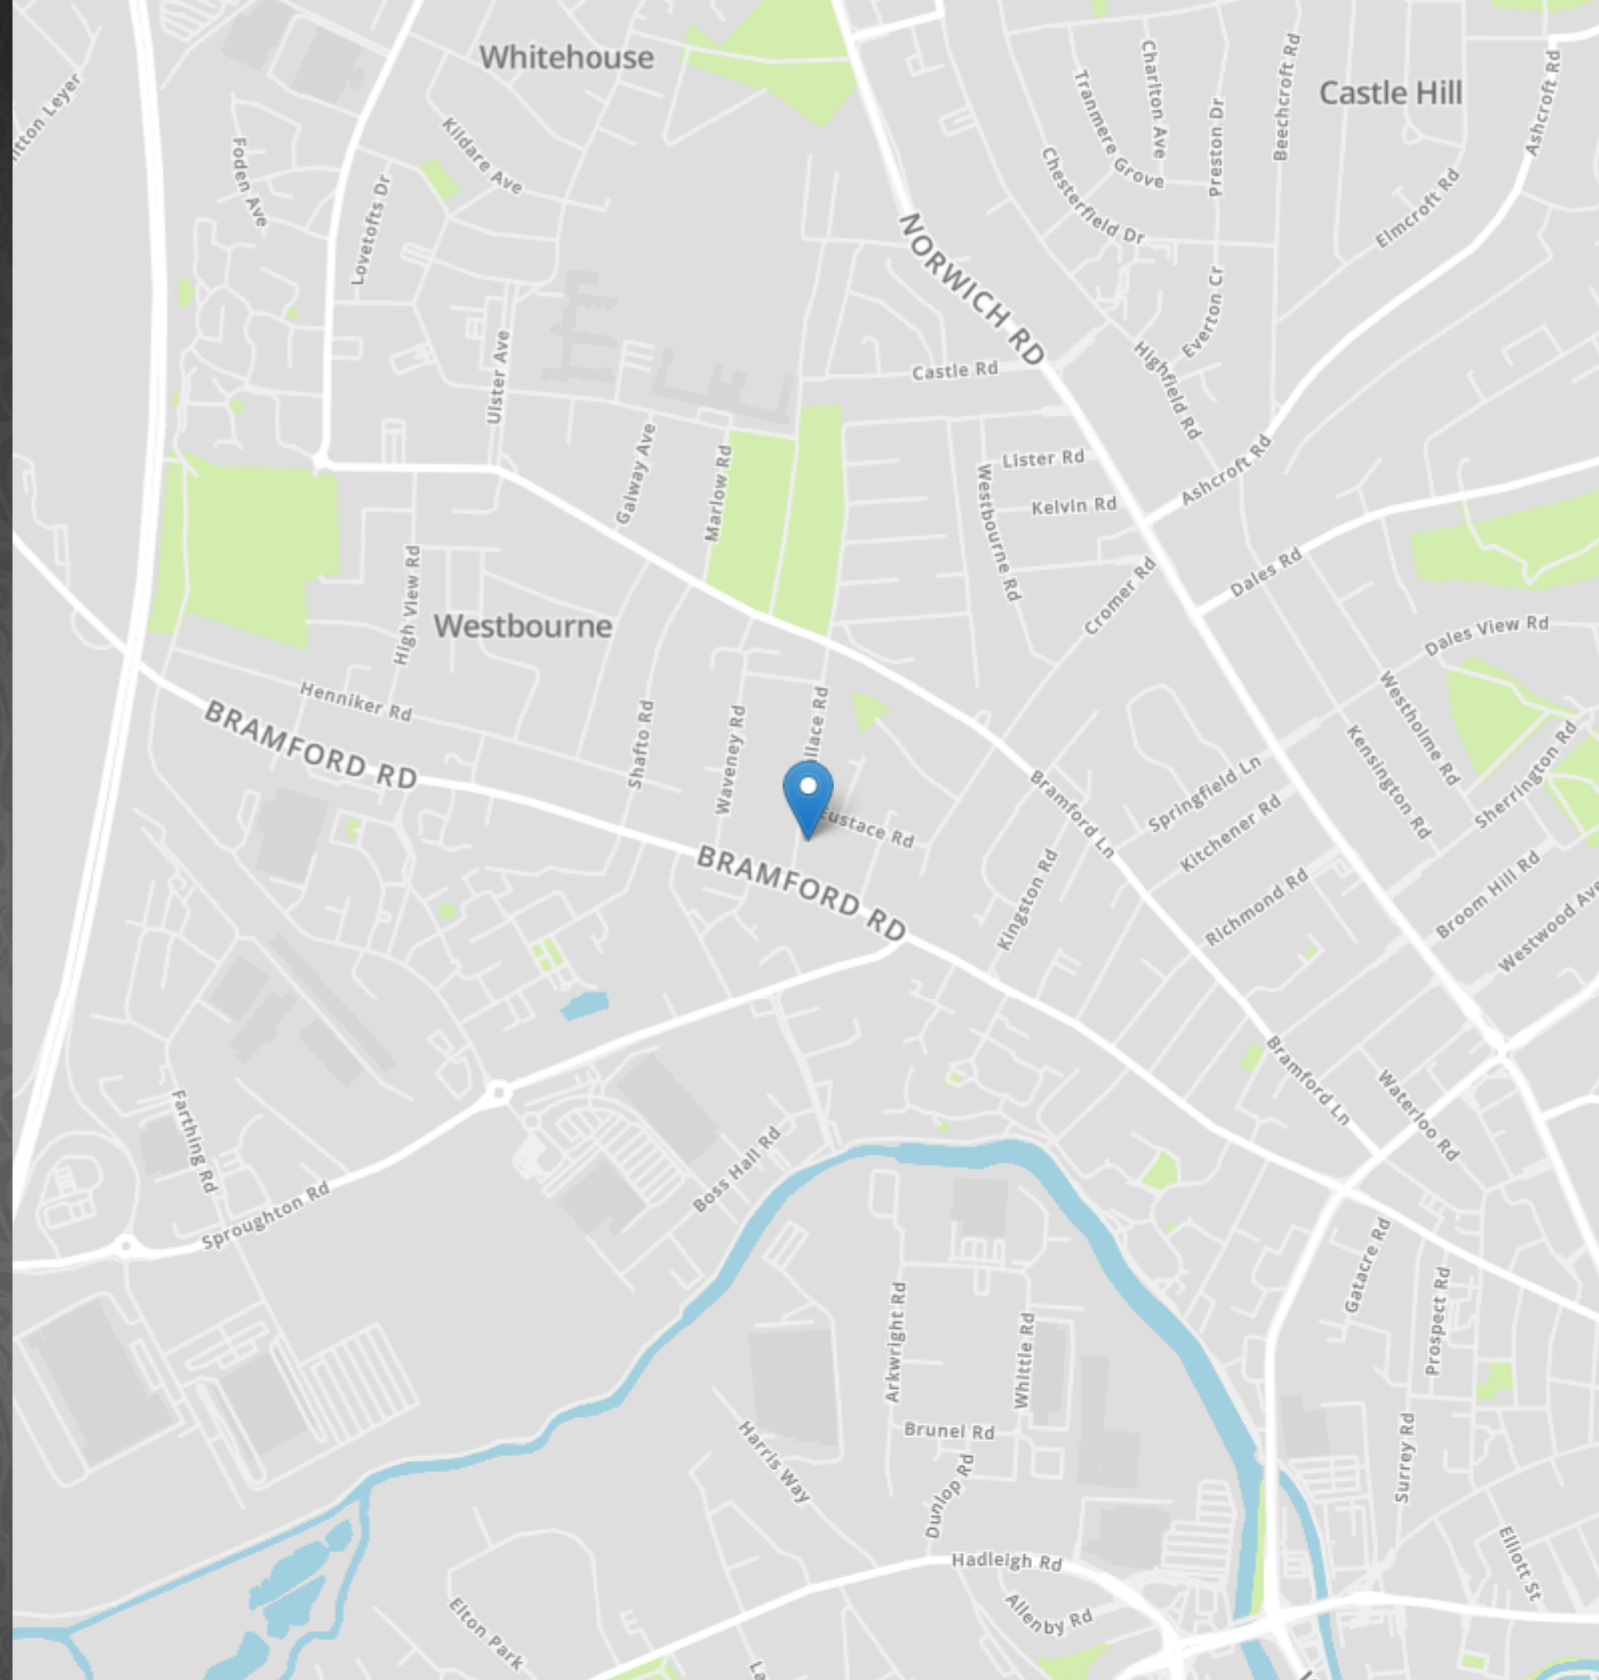 Whitehouse
Castle Hill
Charlton Ave
Tranmere Grove
Preston Dr
Beechcroft Rd
Ashcroft Rd
Leyer
Kildare Ave
Foden Ave
Lovetofts Dr
Chesterfield Dr
Elmcroft Rd
NORWICH RD
Everton Cr
Highfield Rd
Castle Rd
Ulster Ave
Galway Ave
Marlow Rd
Lister Rd
Westbourne Rd
Kelvin Rd
Ashcroft Rd
Cromer Rd
Dales Rd
High View Rd
Westbourne
Dales View Rd
Henniker Rd
BRAMFORD RD
Shafto Rd
Waveney Rd
Rd
Westholme Rd
Kensington Rd
Sherrington Rd
Bramford Ln
Springfield Ln
Kitchener Rd
Eustace Rd
BRAMFORD RD
Kingston Rd
Richmond Rd
Broom Hill Rd
Westwood Ave
Bramford Ln
Waterloo Rd
Farthing Rd
Boss Hall Rd
Sproughton Rd
Gatacre Rd
Prospect Rd
Arkwright Rd
Whittle Rd
Brunel Rd
Harris Way
Dunlop Rd
Surrey Rd
Elliott St
Hadleigh Rd
Allenby Rd
Elton Park
La